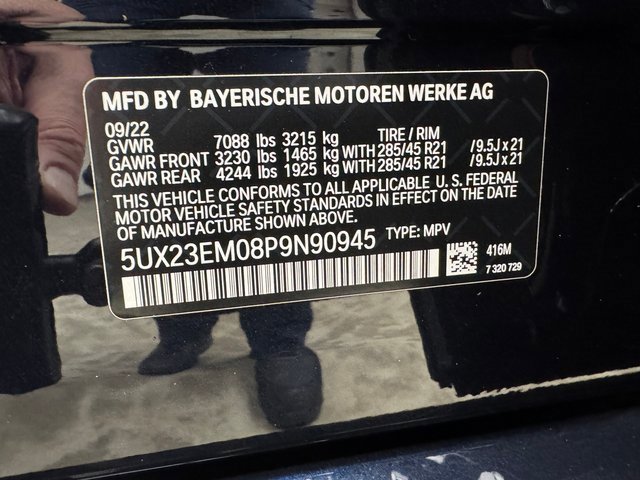 MFD BY BAYERISCHE MOTOREN WERKE AG
09/22
GVWR 7088 lbs 3215 kg TIRE / RIM
GAWR FRONT 3230 lbs 1465 kg WITH 285/45 R21 /9.5J x 21
GAWR REAR 4244 lbs 1925 kg WITH 285/45 R21 /9.5J x 21
THIS VEHICLE CONFORMS TO ALL APPLICABLE U. S. FEDERAL
MOTOR VEHICLE SAFETY STANDARDS IN EFFECT ON THE DATE
OF MANUFACTURE SHOWN ABOVE.
5UX23EM08P9N90945 TYPE: MPV
416M
7 320 729